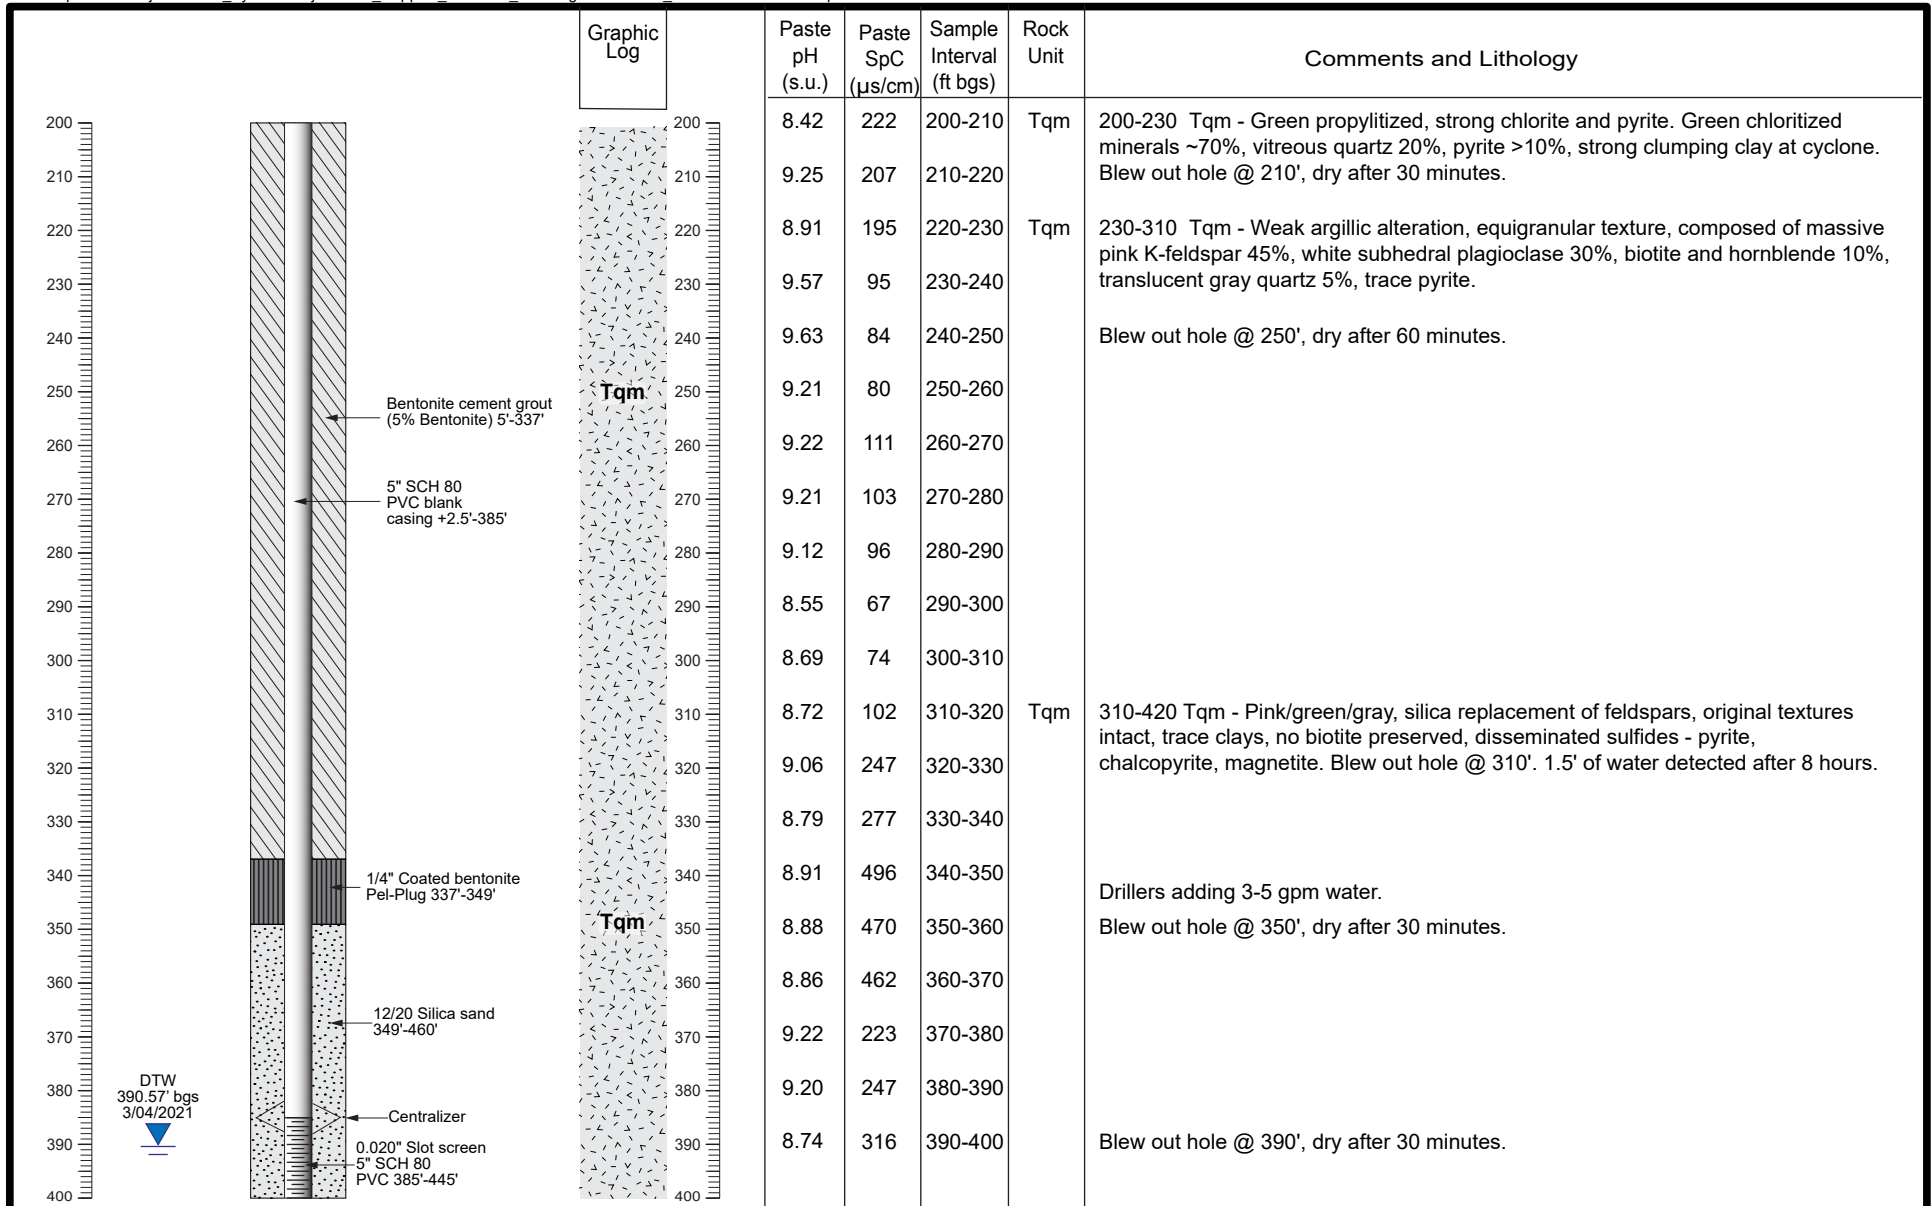 Graphic
Log
Paste
pH
(s.u.)
Paste
SpC
(µs/cm)
Sample
Interval
(ft bgs)
Rock
Unit
Comments and Lithology
200 200 8.42 222 200-210 Tqm 200-230 Tqm - Green propylitized, strong chlorite and pyrite. Green chloritized
minerals ~70%, vitreous quartz 20%, pyrite >10%, strong clumping clay at cyclone.
210 210 9.25 207 210-220 Blew out hole @ 210', dry after 30 minutes.
220 220 8.91 195 220-230 Tqm 230-310 Tqm - Weak argillic alteration, equigranular texture, composed of massive
pink K-feldspar 45%, white subhedral plagioclase 30%, biotite and hornblende 10%,
230 230 9.57 95 230-240 translucent gray quartz 5%, trace pyrite.
240 240 9.63 84 240-250 Blew out hole @ 250', dry after 60 minutes.
250 Tqm 250 9.21 80 250-260
Bentonite cement grout
(5% Bentonite) 5'-337'
260 260 9.22 111 260-270
5" SCH 80
270 PVC blank 270 9.21 103 270-280
casing +2.5'-385'
280 280 9.12 96 280-290
290 290 8.55 67 290-300
300 300 8.69 74 300-310
310 310 8.72 102 310-320 Tqm 310-420 Tqm - Pink/green/gray, silica replacement of feldspars, original textures
intact, trace clays, no biotite preserved, disseminated sulfides - pyrite,
320 320 9.06 247 320-330 chalcopyrite, magnetite. Blew out hole @ 310'. 1.5' of water detected after 8 hours.
330 330 8.79 277 330-340
340 1/4" Coated bentonite 340 8.91 496 340-350
Pel-Plug 337'-349'
Drillers adding 3-5 gpm water.
350 Tqm 350 8.88 470 350-360 Blew out hole @ 350', dry after 30 minutes.
360 360 8.86 462 360-370
12/20 Silica sand
349'-460'
370 370 9.22 223 370-380
DTW
380 390.57' bgs 380 9.20 247 380-390
3/04/2021
Centralizer
390 0.020" Slot screen 390 8.74 316 390-400 Blew out hole @ 390', dry after 30 minutes.
5" SCH 80
PVC 385'-445'
400 400